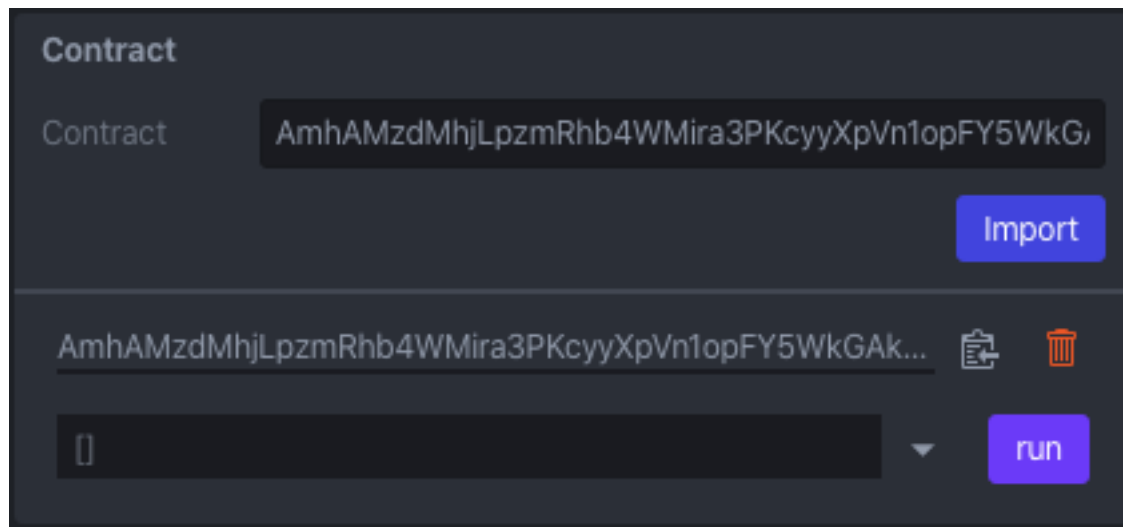 Contract
Contract AmhAMzdMhjLpzmRhb4WMira3PKcyyXpVn1opFY5WkG
Import
AmhAMzdMhjLpzmRhb4WMira3PKcyyXpVn1opFY5WkGAk...
[]
run